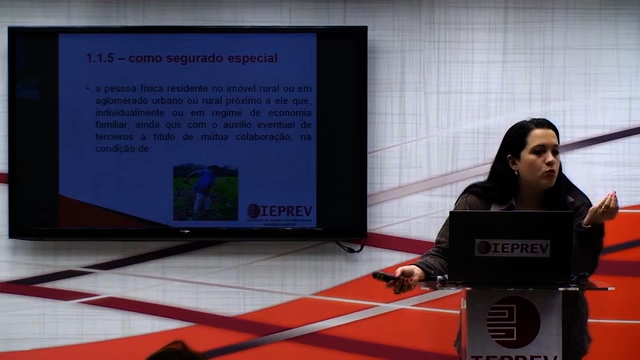 1.1.5 – como segurado especial
• a pessoa física residente no imóvel rural ou em
aglomerado urbano ou rural próximo a ele que,
individualmente ou em regime de economia
familiar, ainda que com o auxílio eventual de
terceiros a título de mútua colaboração, na
condição de:
IEPREV
IEPREV
IEPREV